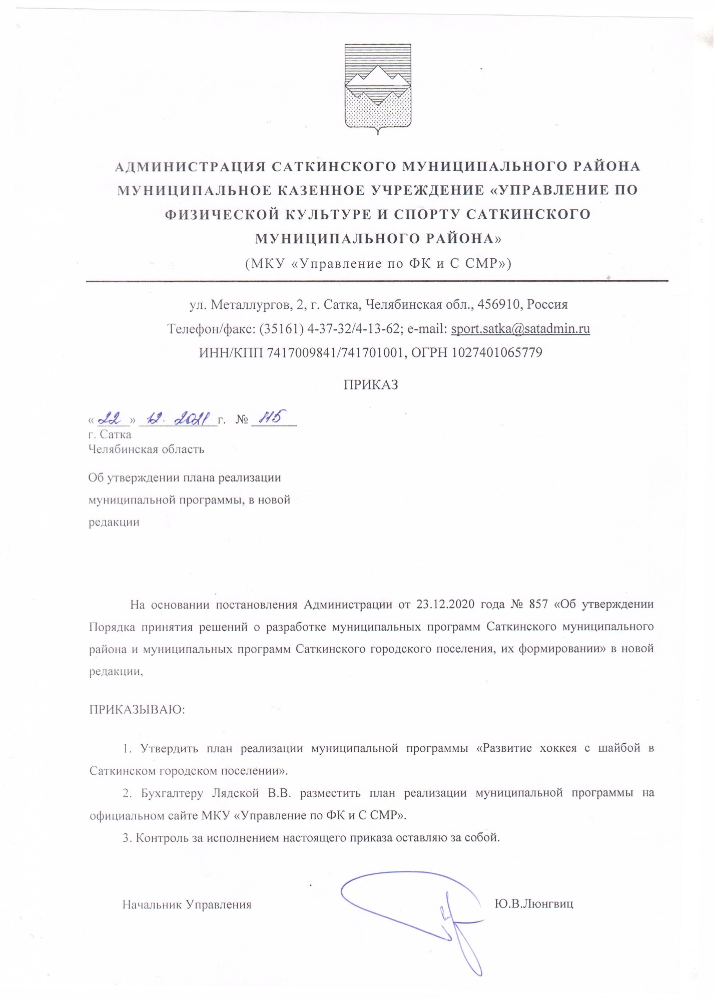 АДМИНИСТРАЦИЯ САТКИНСКОГО МУНИЦИПАЛЬНОГО РАЙОНА
МУНИЦИПАЛЬНОЕ КАЗЕННОЕ УЧРЕЖДЕНИЕ «УПРАВЛЕНИЕ ПО
ФИЗИЧЕСКОЙ КУЛЬТУРЕ И СПОРТУ САТКИНСКОГО
МУНИЦИПАЛЬНОГО РАЙОНА»
(МКУ «Управление по ФК и С СМР»)
ул. Металлургов, 2, г. Сатка, Челябинская обл., 456910, Россия
Телефон/факс: (35161) 4-37-32/4-13-62; e-mail: sport.satka@satadmin.ru
ИНН/КПП 7417009841/741701001, ОГРН 1027401065779
ПРИКАЗ
« 22 » 12. 2021 г. № 115
г. Сатка
Челябинская область
Об утверждении плана реализации
муниципальной программы, в новой
редакции
На основании постановления Администрации от 23.12.2020 года № 857 «Об утверждении
Порядка принятия решений о разработке муниципальных программ Саткинского муниципального
района и муниципальных программ Саткинского городского поселения, их формировании» в новой
редакции,
ПРИКАЗЫВАЮ:
1. Утвердить план реализации муниципальной программы «Развитие хоккея с шайбой в
Саткинском городском поселении».
2. Бухгалтеру Лядской В.В. разместить план реализации муниципальной программы на
официальном сайте МКУ «Управление по ФК и С СМР».
3. Контроль за исполнением настоящего приказа оставляю за собой.
Начальник Управления Ю.В.Люнгвиц